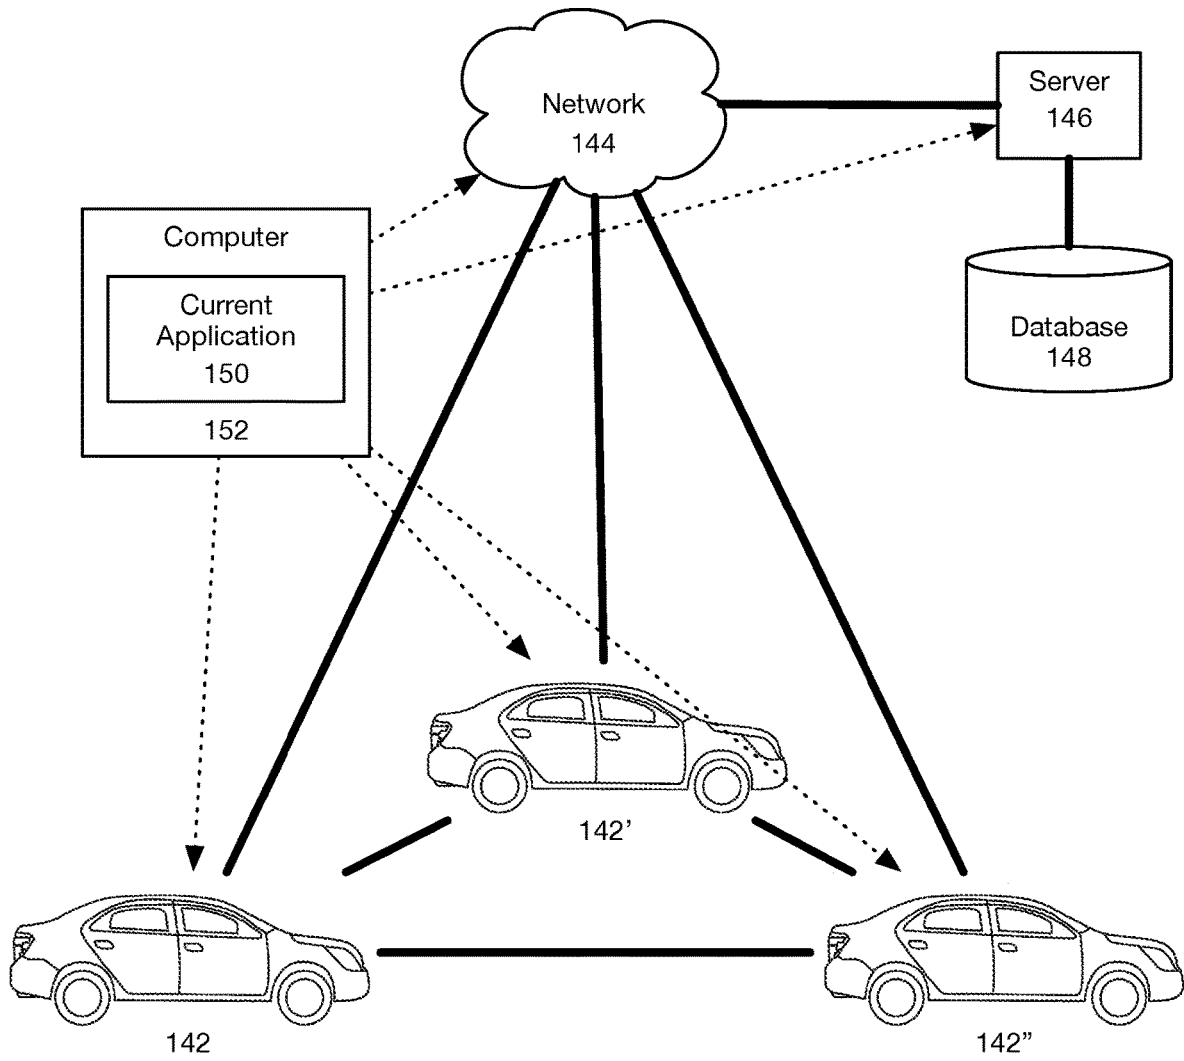 Network
144
Server
146
Computer
Current
Application
150
152
Database
148
142’
142
142”